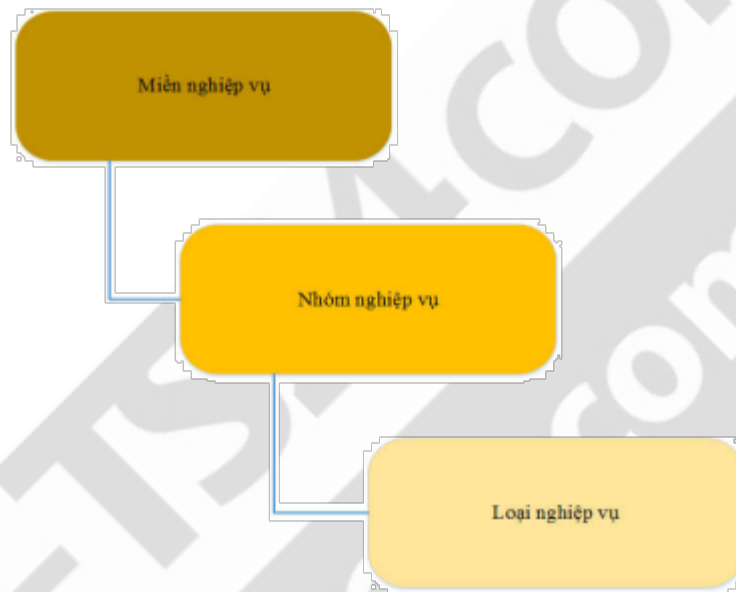 Miền nghiệp vụ
Nhóm nghiệp vụ
Loại nghiệp vụ